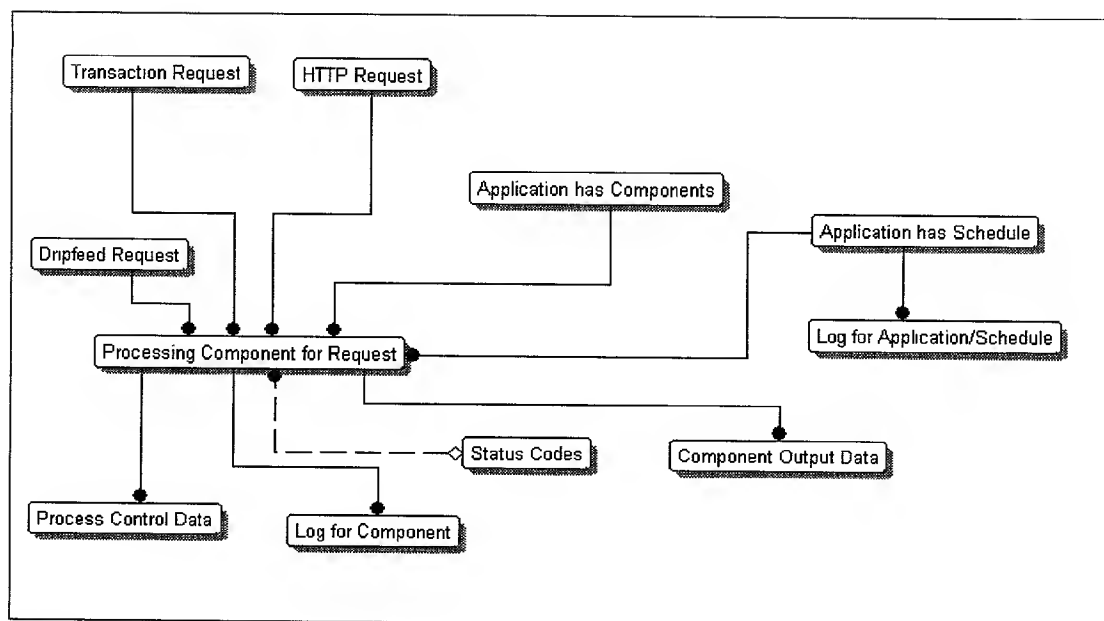 Transaction Request
HTTP Request
Application has Components
Application has Schedule
Dripfeed Request
Log for Application/Schedule
Processing Component for Request
Status Codes
Component Output Data
Process Control Data
Log for Component